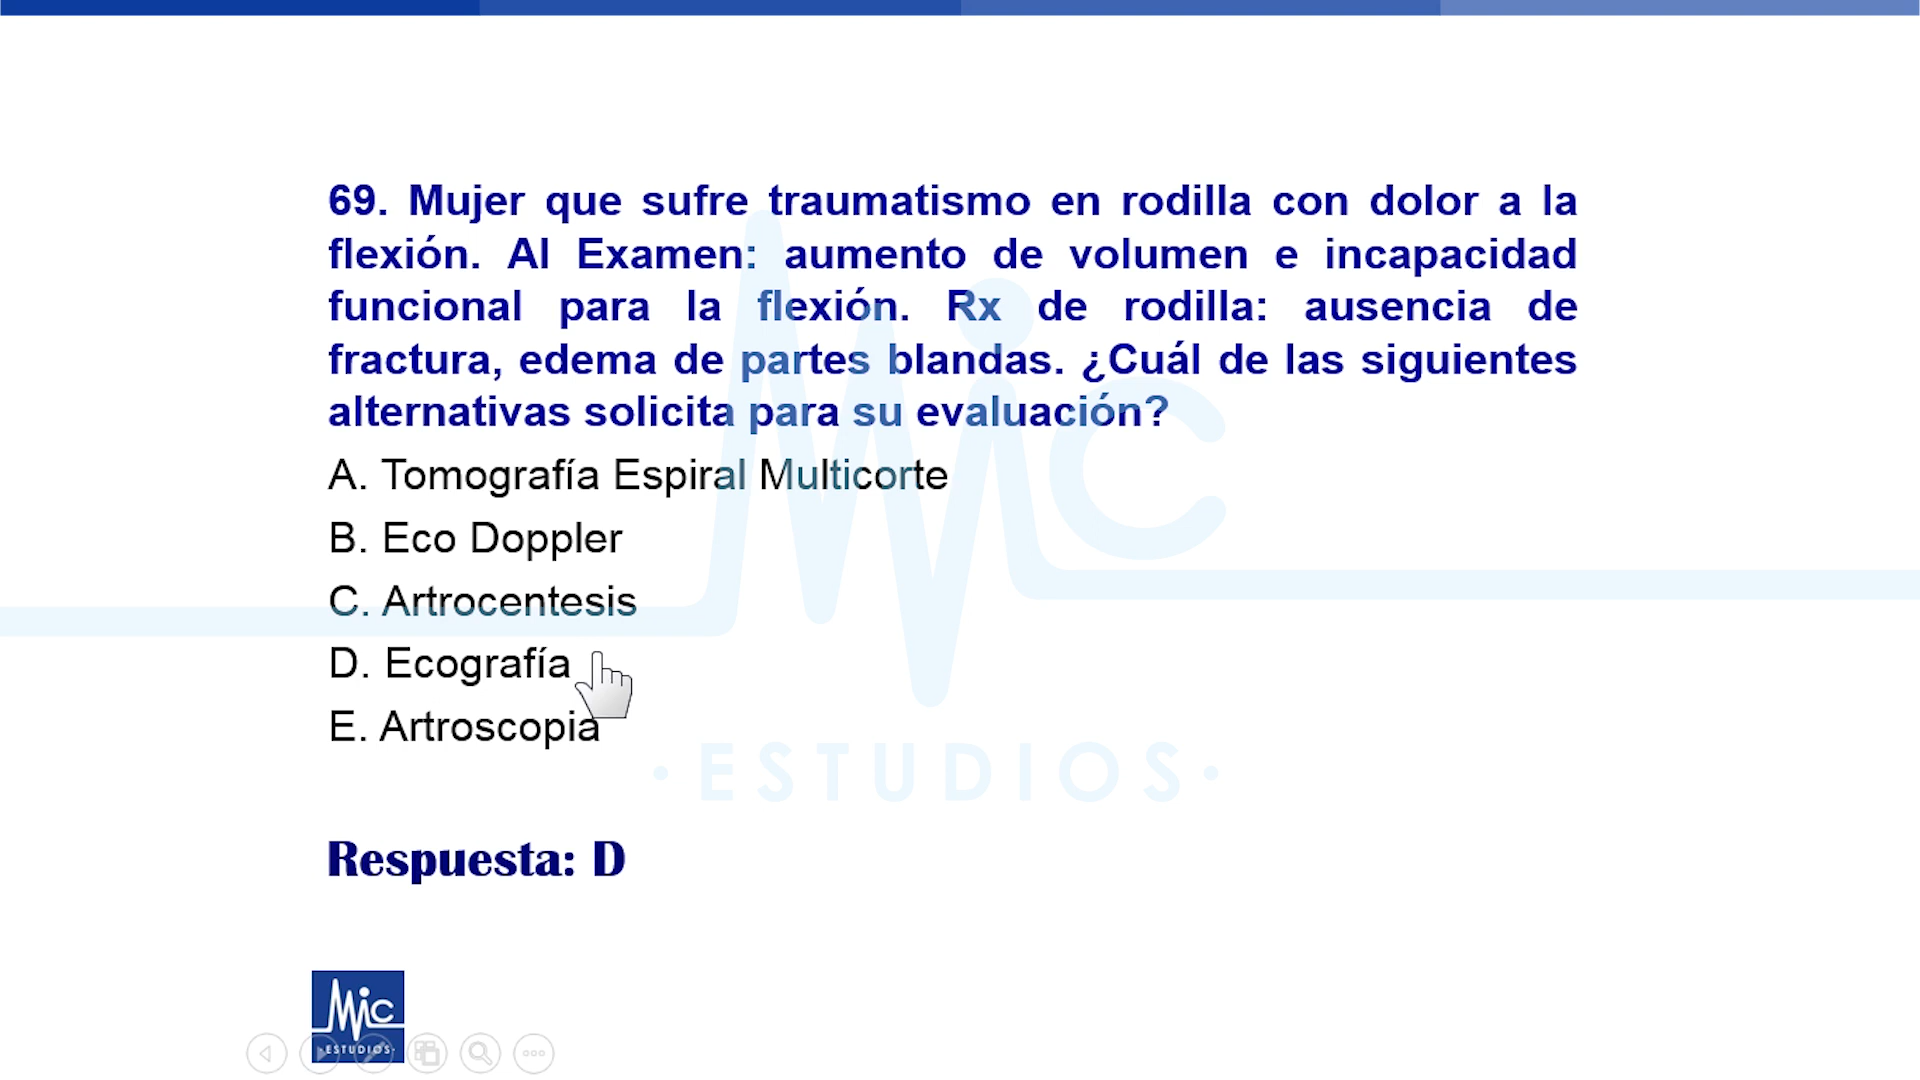 69. Mujer que sufre traumatismo en rodilla con dolor a la
flexión. Al Examen: aumento de volumen e incapacidad
funcional para la flexión. Rx de rodilla: ausencia de
fractura, edema de partes blandas. ¿Cuál de las siguientes
alternativas solicita para su evaluación?
A. Tomografía Espiral Multicorte
B. Eco Doppler
C. Artrocentesis
D. Ecografía
E. Artroscopia
Mic
·ESTUDIOS·
Respuesta: D
Mic
·ESTUDIOS·